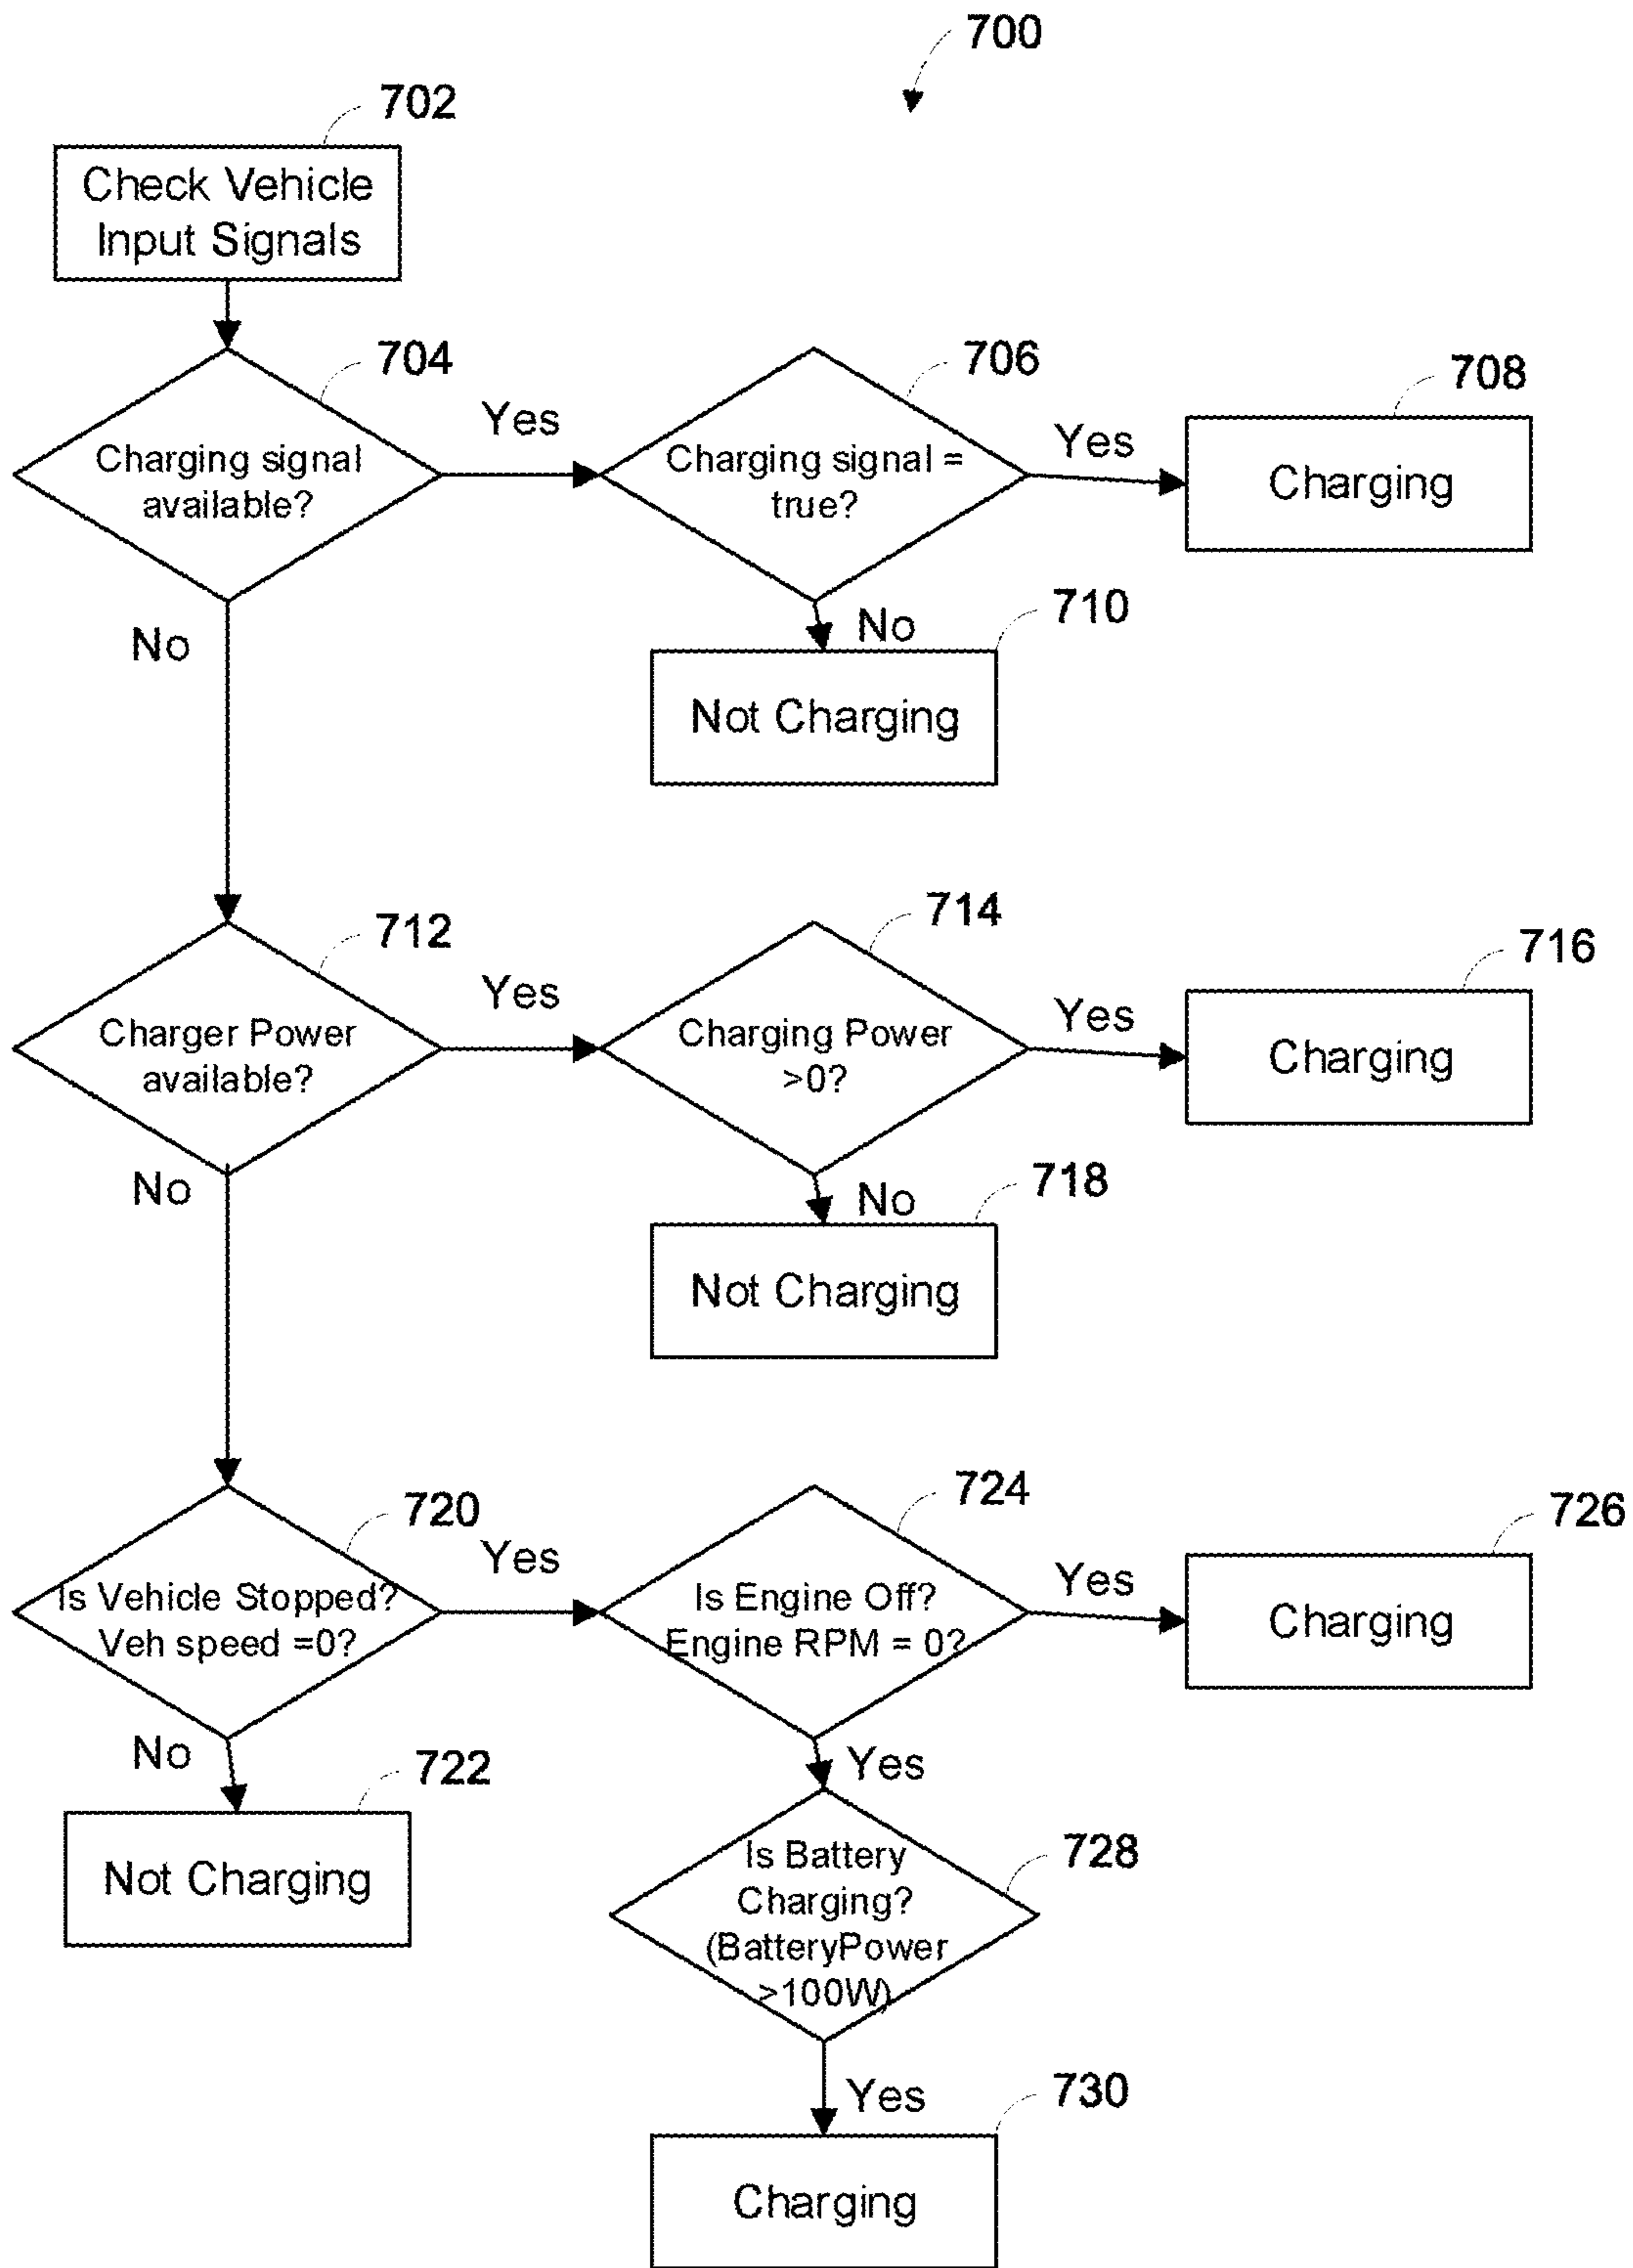 700
702
Check Vehicle
Input Signals
704
Charging signal
available?
Yes
706
Charging signal =
true?
Yes
708
Charging
No
No
710
Not Charging
712
Charger Power
available?
Yes
714
Charging Power
>0?
Yes
716
Charging
No
No
718
Not Charging
720
Is Vehicle Stopped?
Veh speed =0?
Yes
724
Is Engine Off?
Engine RPM = 0?
Yes
726
Charging
No
722
Not Charging
Yes
728
Is Battery
Charging?
(BatteryPower
>100W)
Yes
730
Charging